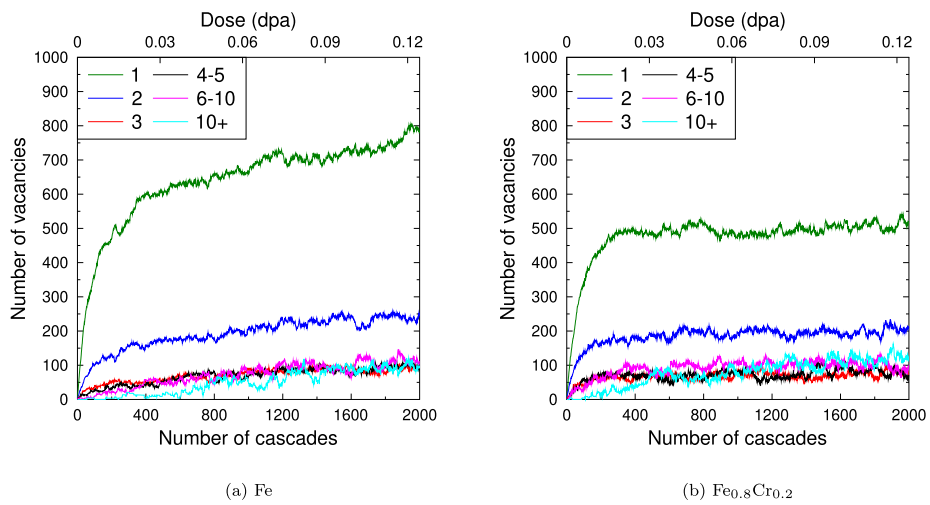 Dose (dpa)
0 0.03 0.06 0.09 0.12
1000
900
800
700
600
500
400
300
200
100
0
Number of vacancies
1 4-5
2 6-10
3 10+
0 400 800 1200 1600 2000
Number of cascades
(a) Fe
Dose (dpa)
0 0.03 0.06 0.09 0.12
1000
900
800
700
600
500
400
300
200
100
0
Number of vacancies
1 4-5
2 6-10
3 10+
0 400 800 1200 1600 2000
Number of cascades
(b) Fe₀.₈Cr₀.₂